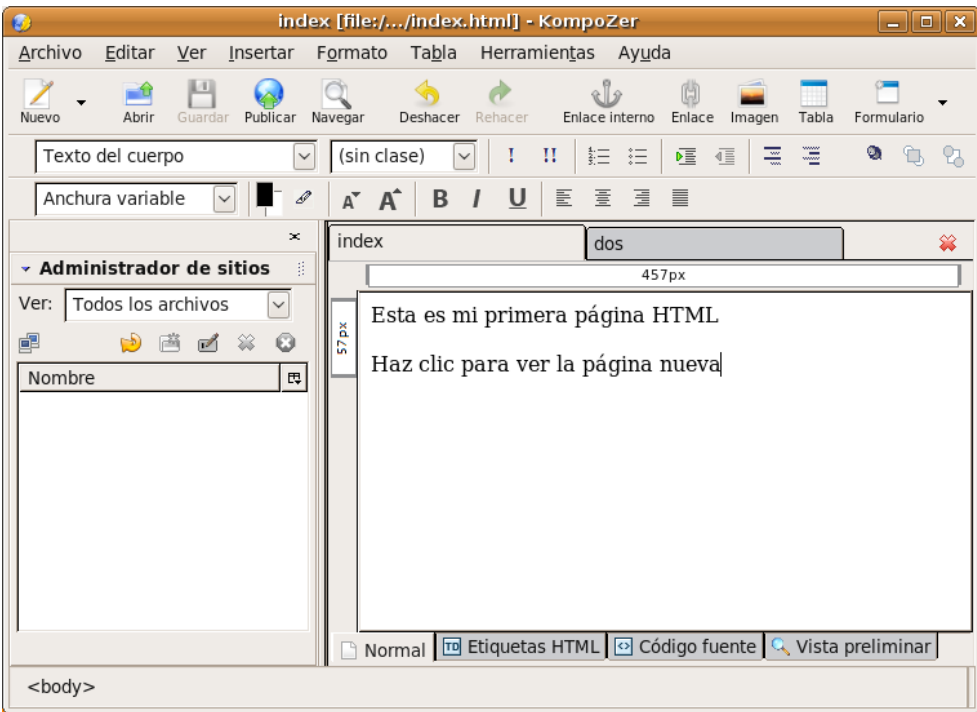 index [file:/.../index.html] - KompoZer
Archivo Editar Ver Insertar Formato Tabla Herramientas Ayuda
Nuevo Abrir Guardar Publicar Navegar Deshacer Rehacer Enlace interno Enlace Imagen Tabla Formulario
Texto del cuerpo (sin clase) ! !!
Anchura variable A A B I U
index dos
Administrador de sitios
457px
Ver: Todos los archivos
57 px
Esta es mi primera página HTML
Haz clic para ver la página nueva
Nombre
Normal TD Etiquetas HTML Código fuente Vista preliminar
<body>